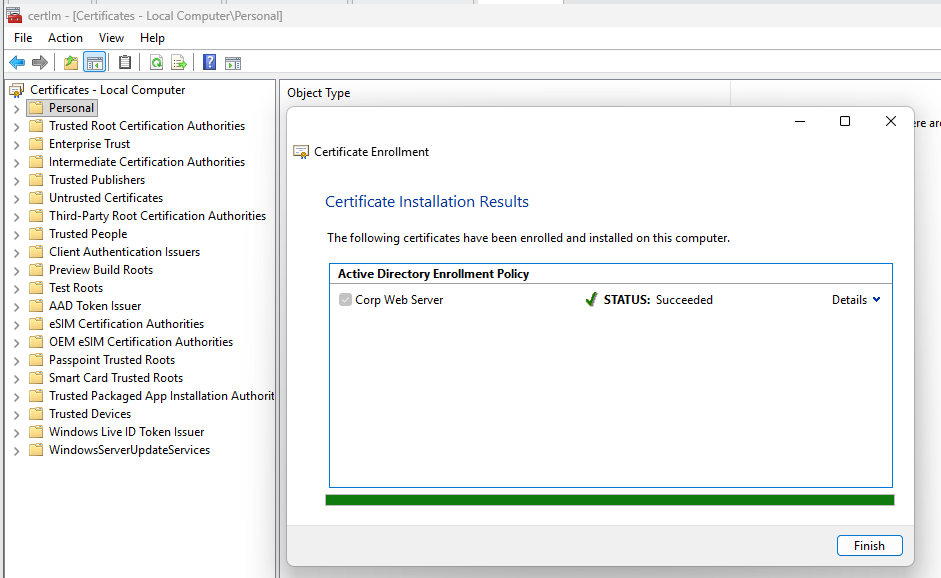 certlm - [Certificates - Local Computer\Personal]
File Action View Help
Certificates - Local Computer
Personal
Trusted Root Certification Authorities
Enterprise Trust
Intermediate Certification Authorities
Trusted Publishers
Untrusted Certificates
Third-Party Root Certification Authorities
Trusted People
Client Authentication Issuers
Preview Build Roots
Test Roots
AAD Token Issuer
eSIM Certification Authorities
OEM eSIM Certification Authorities
Passpoint Trusted Roots
Smart Card Trusted Roots
Trusted Packaged App Installation Authorit
Trusted Devices
Windows Live ID Token Issuer
WindowsServerUpdateServices
Object Type
ere are
Certificate Enrollment
Certificate Installation Results
The following certificates have been enrolled and installed on this computer.
Active Directory Enrollment Policy
Corp Web Server STATUS: Succeeded Details
Finish